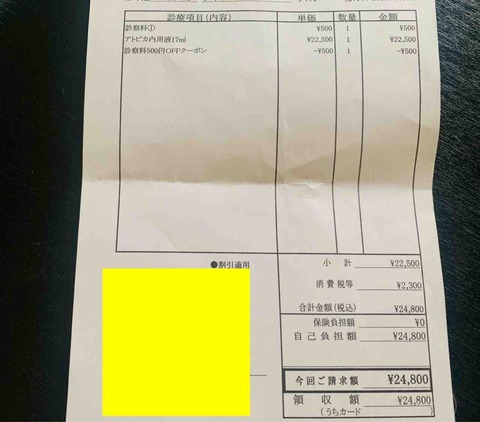 診療項目(内容) 単価 数量 金額
診察料① ¥500 1 ¥500
アトピカ内用液17ml ¥22,500 1 ¥22,500
診察料500円OFFクーポン -¥500 1 -¥500
●割引適用
小 計 ¥22,500
消費税等 ¥2,300
合計金額(税込) ¥24,800
保険負担額 ¥0
自己負担額 ¥24,800
今回ご請求額 ¥24,800
領収額 ¥24,800
(うちカード